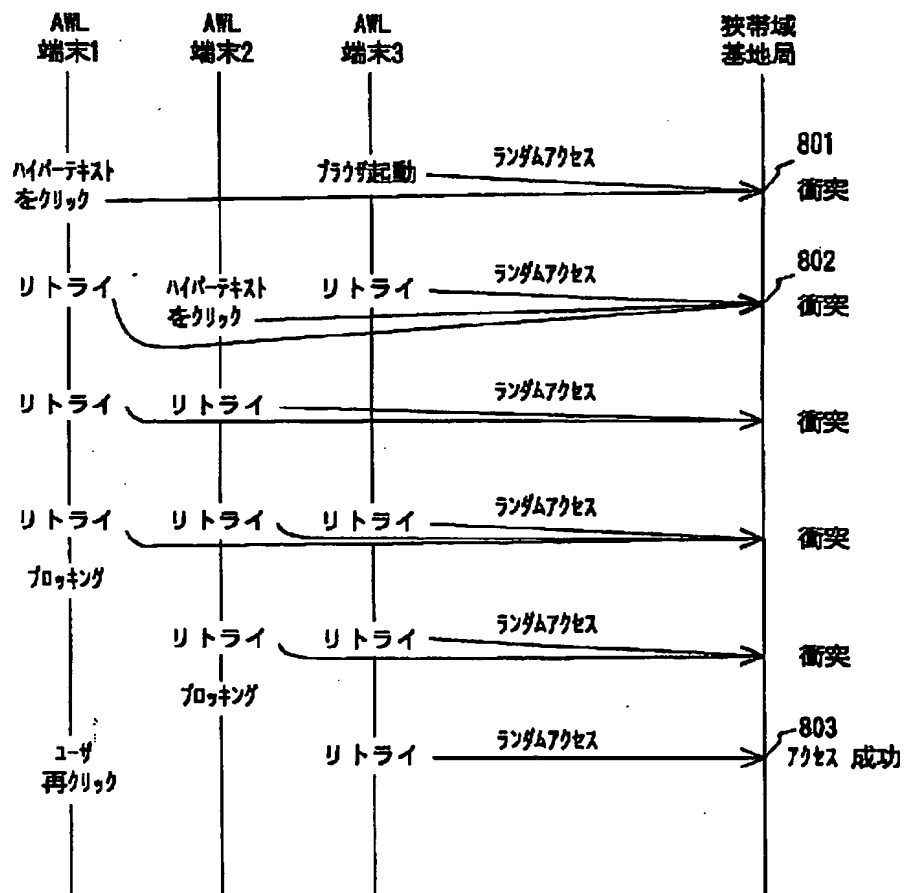 AWL
端末1
AWL
端末2
AWL
端末3
狭帯域
基地局
ハイパーテキスト
をクリック
ブラウザ起動
ランダムアクセス
801
衝突
リトライ
ハイパーテキスト
をクリック
リトライ
ランダムアクセス
802
衝突
リトライ
リトライ
ランダムアクセス
衝突
リトライ
リトライ
リトライ
ランダムアクセス
衝突
ブロッキング
リトライ
リトライ
ランダムアクセス
衝突
ブロッキング
ユーザ
再クリック
リトライ
ランダムアクセス
803
アクセス 成功